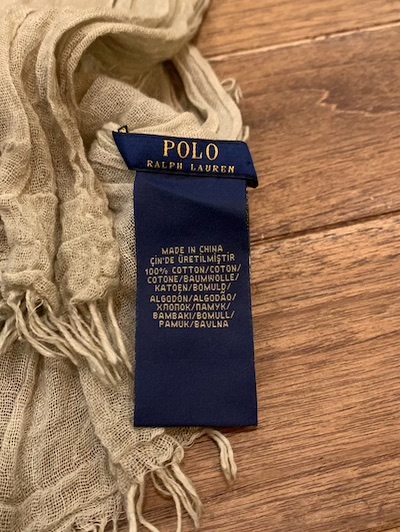 POLO
RALPH LAUREN
MADE IN CHINA
ÇİN'DE ÜRETİLMİŞTİR
100% COTTON/COTON/
COTONE/BAUMWOLLE/
KATOEN/BOMULD/
ALGODÓN/ALGODÃO/
ХЛОПОК/ПАМУК/
BAMBAKI/BOMULL/
PAMUK/BAVLNA